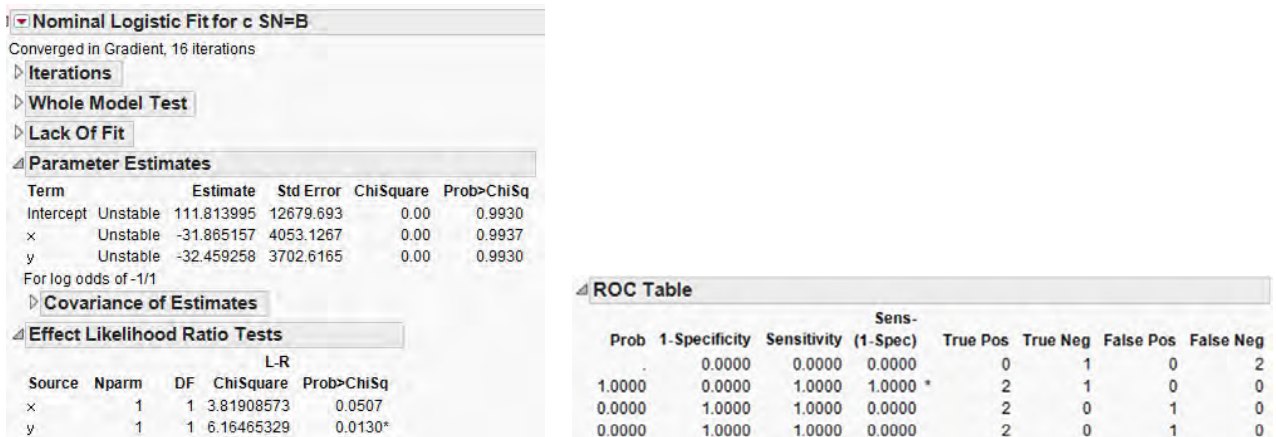 Nominal Logistic Fit for c SN=B
Converged in Gradient, 16 iterations
Iterations
Whole Model Test
Lack Of Fit
Parameter Estimates
Term Estimate Std Error ChiSquare Prob>ChiSq
Intercept Unstable 111.813995 12679.693 0.00 0.9930
x Unstable -31.865157 4053.1267 0.00 0.9937
y Unstable -32.459258 3702.6165 0.00 0.9930
For log odds of -1/1
Covariance of Estimates
Effect Likelihood Ratio Tests
L-R
Source Nparm DF ChiSquare Prob>ChiSq
x 1 1 3.81908573 0.0507
y 1 1 6.16465329 0.0130*
ROC Table
Sens-
Prob 1-Specificity Sensitivity (1-Spec) True Pos True Neg False Pos False Neg
. 0.0000 0.0000 0.0000 0 1 0 2
1.0000 0.0000 1.0000 1.0000 * 2 1 0 0
0.0000 1.0000 1.0000 0.0000 2 0 1 0
0.0000 1.0000 1.0000 0.0000 2 0 1 0